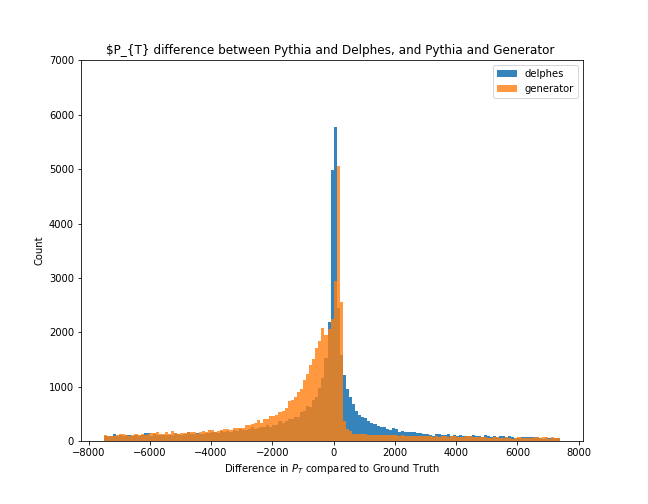 $P_{T} difference between Pythia and Delphes, and Pythia and Generator
7000
6000
5000
4000
3000
2000
1000
0
Count
delphes
generator
−8000 −6000 −4000 −2000 0 2000 4000 6000 8000
Difference in P_T compared to Ground Truth